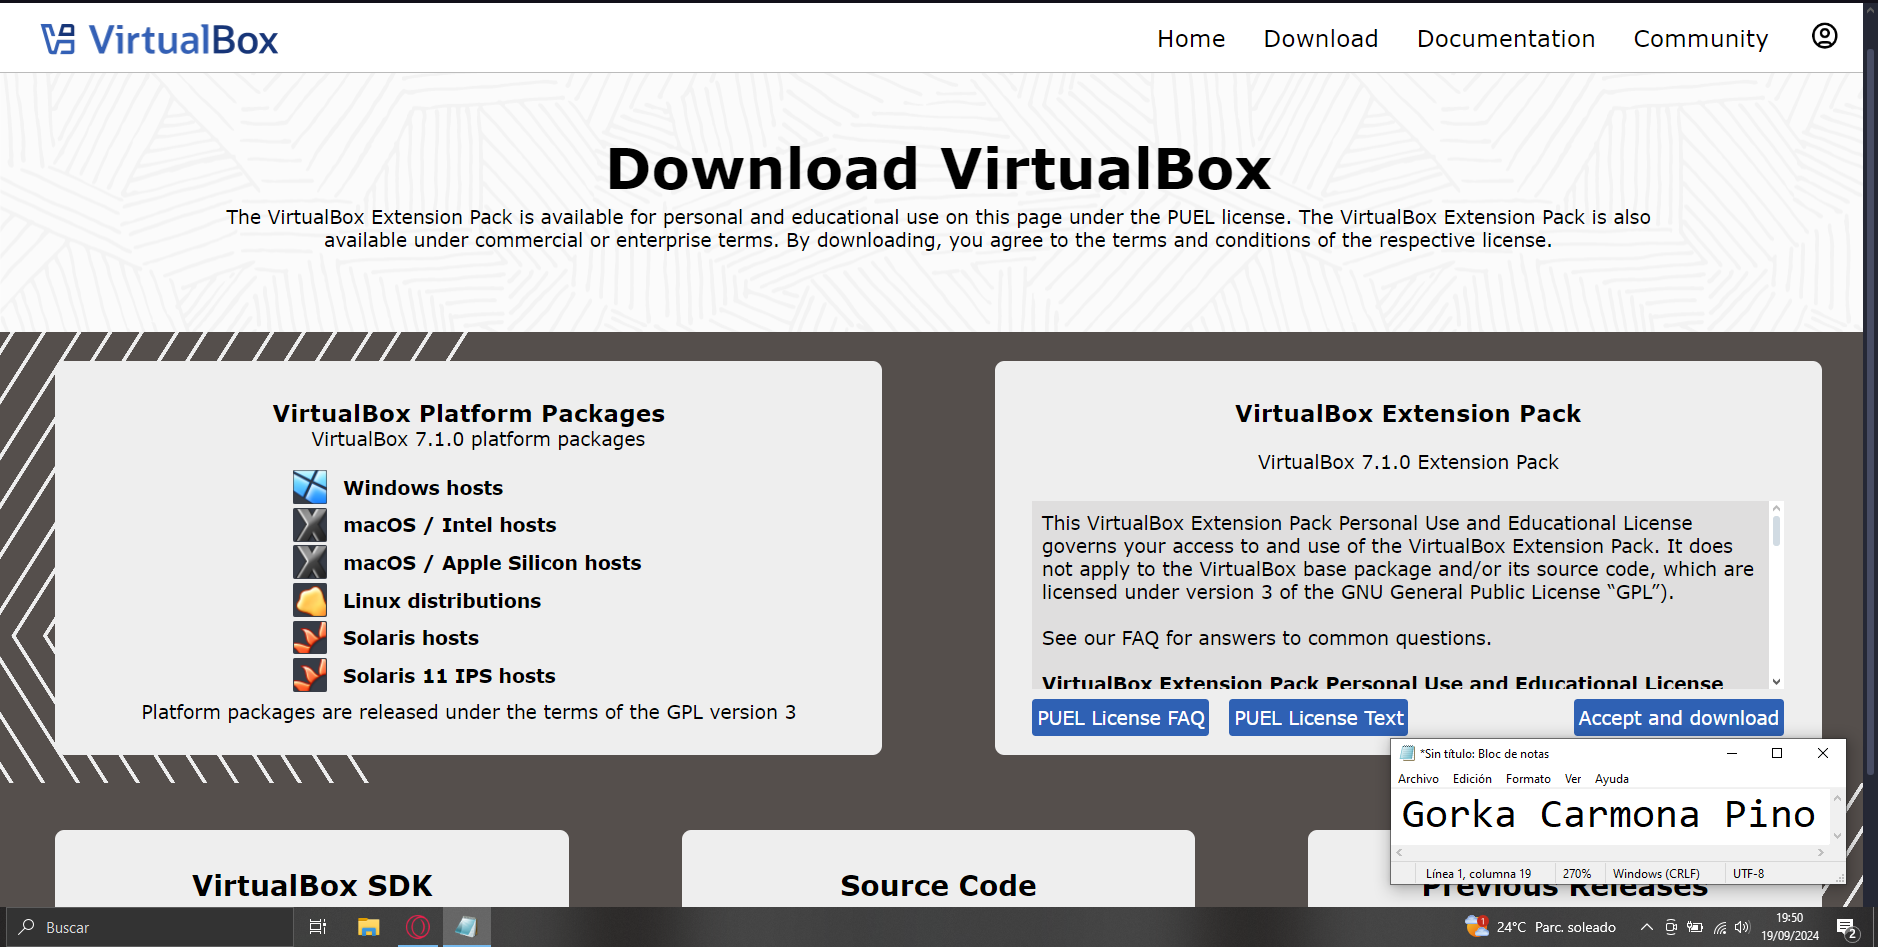 VirtualBox
Home
Download
Documentation
Community
Download VirtualBox
The VirtualBox Extension Pack is available for personal and educational use on this page under the PUEL license. The VirtualBox Extension Pack is also
available under commercial or enterprise terms. By downloading, you agree to the terms and conditions of the respective license.
VirtualBox Platform Packages
VirtualBox 7.1.0 platform packages
Windows hosts
macOS / Intel hosts
macOS / Apple Silicon hosts
Linux distributions
Solaris hosts
Solaris 11 IPS hosts
Platform packages are released under the terms of the GPL version 3
VirtualBox Extension Pack
VirtualBox 7.1.0 Extension Pack
This VirtualBox Extension Pack Personal Use and Educational License
governs your access to and use of the VirtualBox Extension Pack. It does
not apply to the VirtualBox base package and/or its source code, which are
licensed under version 3 of the GNU General Public License “GPL”).
See our FAQ for answers to common questions.
VirtualBox Extension Pack Personal Use and Educational License
PUEL License FAQ
PUEL License Text
Accept and download
*Sin título: Bloc de notas
Archivo Edición Formato Ver Ayuda
Gorka Carmona Pino
Línea 1, columna 19
270%
Windows (CRLF)
UTF-8
VirtualBox SDK
Source Code
Previous Releases
Buscar
1
24°C Parc. soleado
19:50
19/09/2024
2